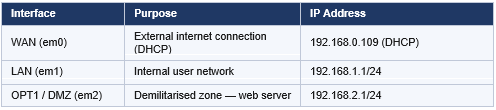 Interface Purpose IP Address
WAN (em0) External internet connection (DHCP) 192.168.0.109 (DHCP)
LAN (em1) Internal user network 192.168.1.1/24
OPT1 / DMZ (em2) Demilitarised zone — web server 192.168.2.1/24